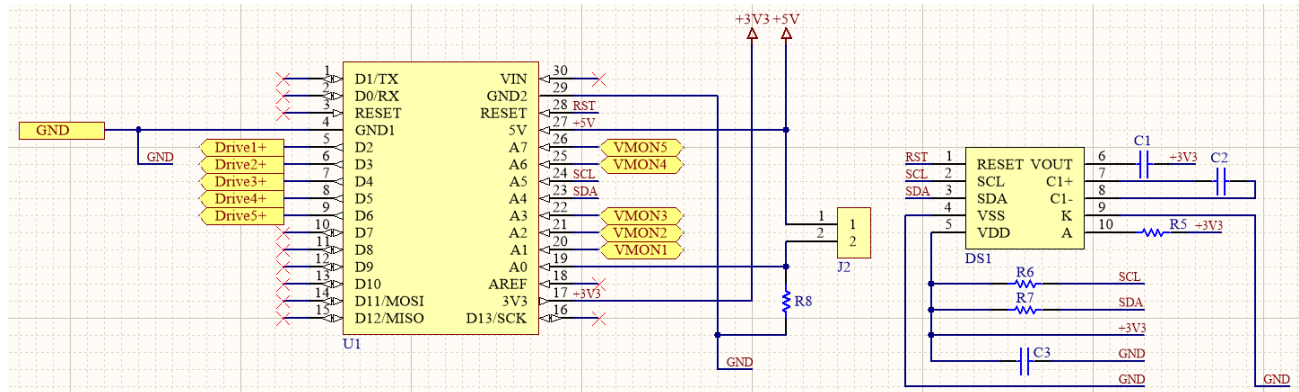 +3V3 +5V
1 D1/TX VIN 30
2 D0/RX GND2 29
3 RESET RESET 28 RST
GND 4 GND1 5V 27 +5V
GND
Drive1+ 5 D2 A7 26 VMON5
Drive2+ 6 D3 A6 25 VMON4
Drive3+ 7 D4 A5 24 SCL
Drive4+ 8 D5 A4 23 SDA
Drive5+ 9 D6 A3 22 VMON3
10 D7 A2 21 VMON2
11 D8 A1 20 VMON1
12 D9 A0 19
13 D10 AREF 18
14 D11/MOSI 3V3 17 +3V3
15 D12/MISO D13/SCK 16
U1
1 1
2 2
J2
R8
GND
C1
C2
RST 1 RESET VOUT 6 +3V3
SCL 2 SCL C1+ 7
SDA 3 SDA C1- 8
4 VSS K 9
5 VDD A 10 R5 +3V3
DS1
R6 SCL
R7 SDA
+3V3
C3 GND
GND GND